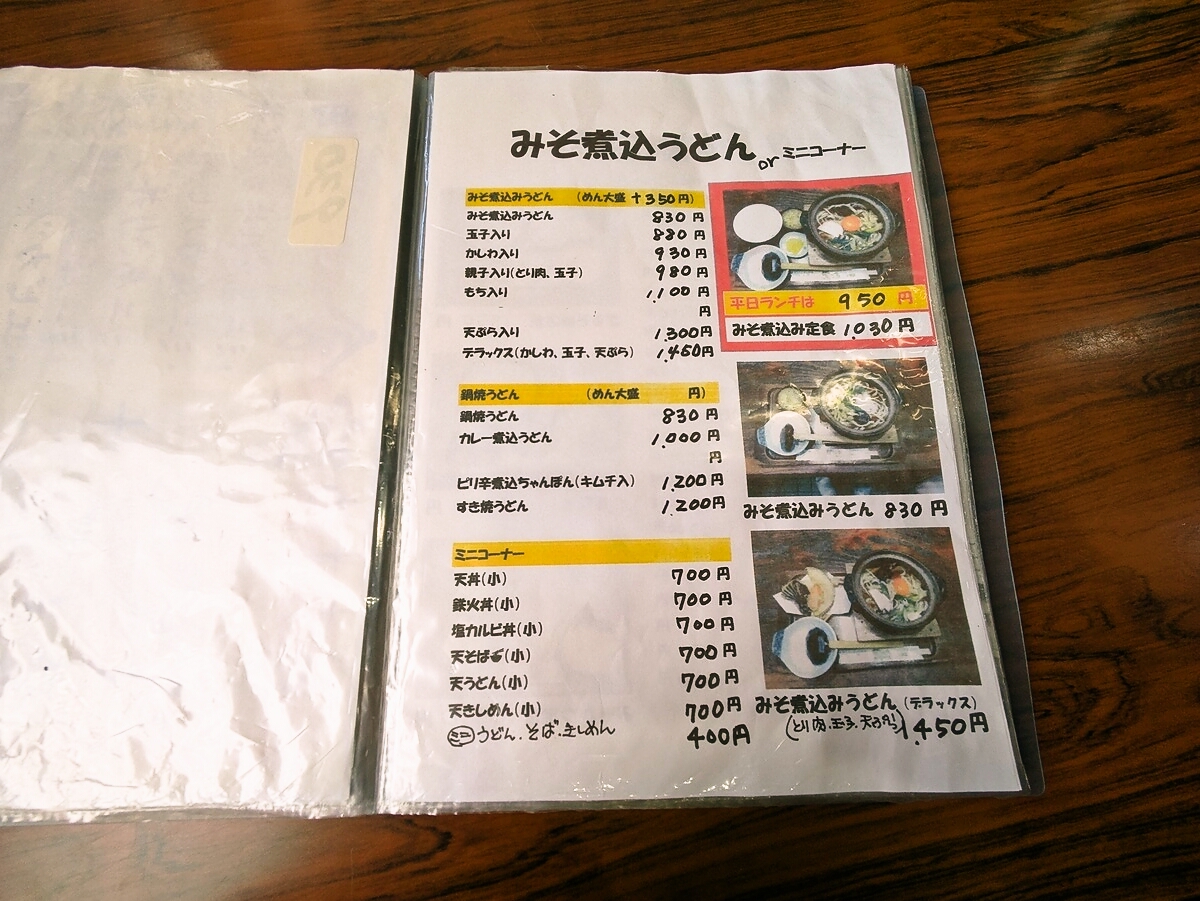 みそ煮込うどん or ミニコーナー
みそ煮込みうどん (めん大盛 +350円)
みそ煮込みうどん 830円
玉子入り 880円
かしわ入り 930円
親子入り(とり肉、玉子) 980円
もち入り 1,100円
円
天ぷら入り 1,300円
デラックス(かしわ、玉子、天ぷら) 1,450円
鍋焼うどん (めん大盛 円)
鍋焼うどん 830円
カレー煮込うどん 1,000円
円
ピリ辛煮込ちゃんぽん(キムチ入) 1,200円
すき焼うどん 1,200円
ミニコーナー
天丼(小) 700円
鉄火丼(小) 700円
塩カルビ丼(小) 700円
天そば(小) 700円
天うどん(小) 700円
天きしめん(小) 700円
ミニ うどん.そば.きしめん 400円
平日ランチは 950円
みそ煮込み定食 1,030円
みそ煮込みうどん 830円
みそ煮込みうどん(デラックス)
(とり肉.玉子.天ぷら) 1,450円